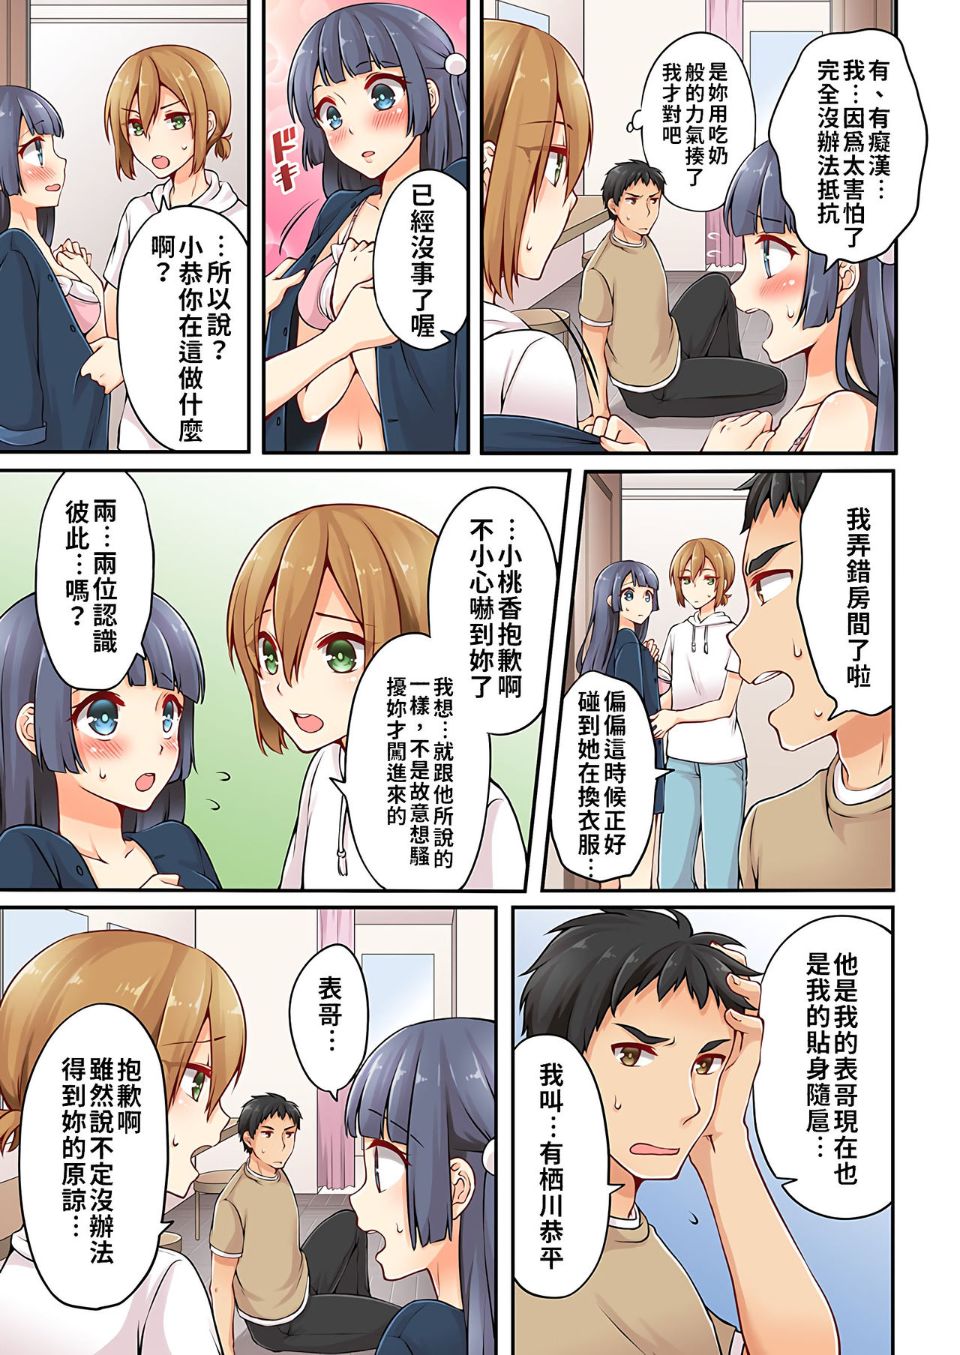 有、有癡漢…
我…因爲太害怕了
完全沒辦法抵抗
是妳用吃奶
般的力氣揍了
我才對吧
已經沒事了喔
ドキ
…所以說？
小恭你在這做什麼
啊？
我弄錯房間了啦
偏偏這時候正好
碰到她在換衣服…
…小桃香抱歉啊
不小心嚇到妳了
我想…就跟他所說的
一樣，不是故意想騷
擾妳才闖進來的
兩…兩位認識
彼此…嗎？
他是我的表哥現在也
是我的貼身隨扈…
我叫…有栖川恭平
表哥…
抱歉啊
雖然說不定沒辦法
得到妳的原諒…